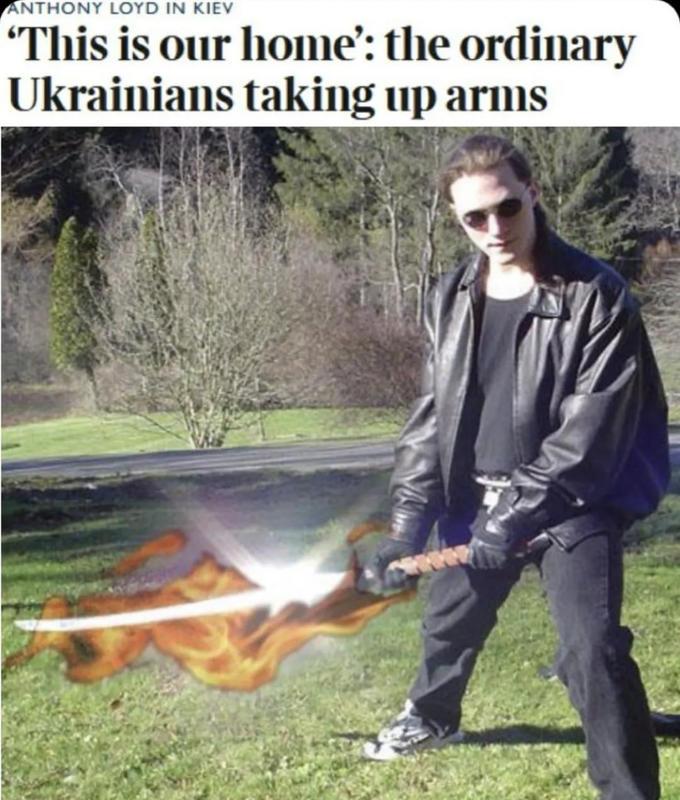 ANTHONY LOYD IN KIEV
‘This is our home’: the ordinary
Ukrainians taking up arms